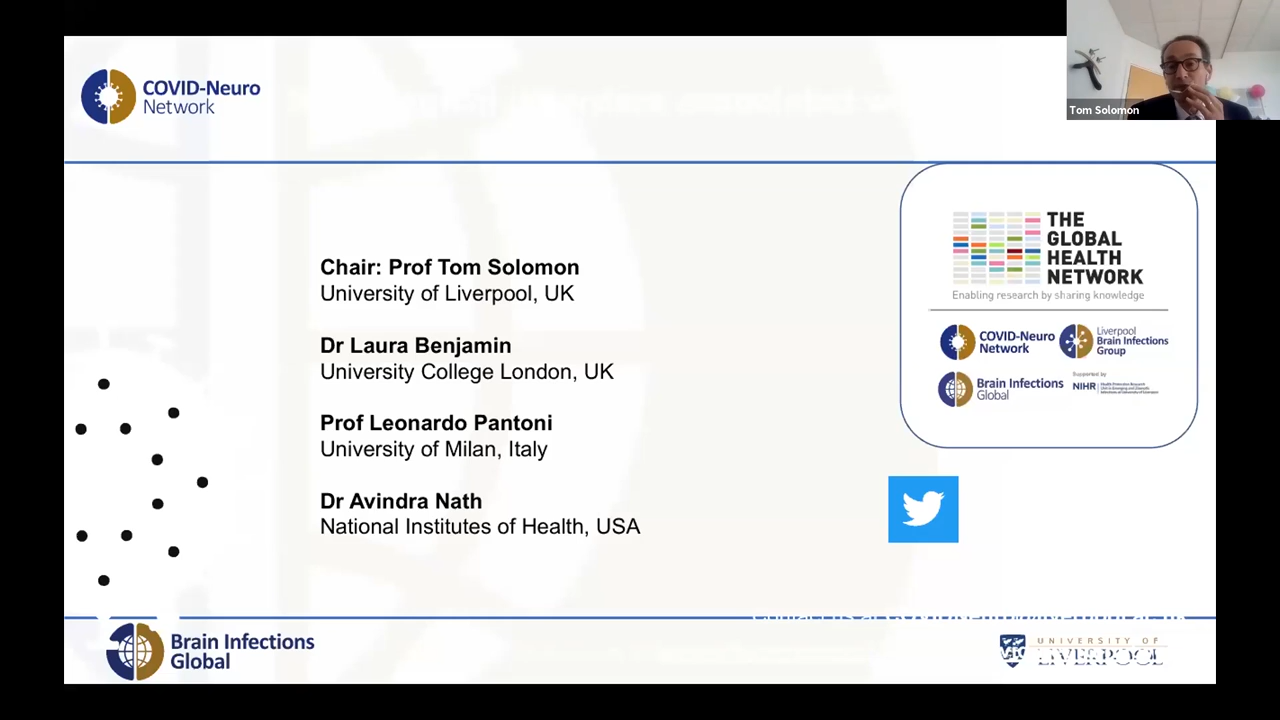 COVID-Neuro
Network
Tom Solomon
Chair: Prof Tom Solomon
University of Liverpool, UK
Dr Laura Benjamin
University College London, UK
Prof Leonardo Pantoni
University of Milan, Italy
Dr Avindra Nath
National Institutes of Health, USA
THE
GLOBAL
HEALTH
NETWORK
Enabling research by sharing knowledge
COVID-Neuro
Network
Liverpool
Brain Infections
Group
Brain Infections
Global
Supported by
NIHR
Brain Infections
Global
UNIVERSITY OF
LIVERPOOL